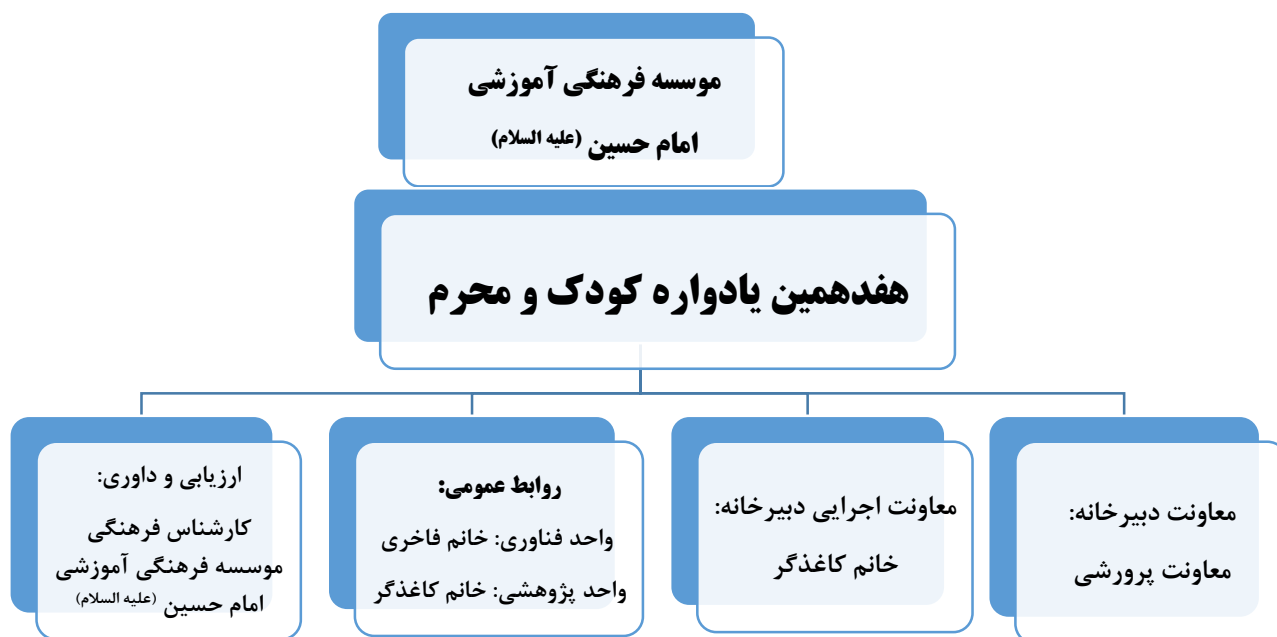 موسسه فرهنگی آموزشی
امام حسین (علیه السلام)
هفدهمین یادواره کودک و محرم
معاونت دبیرخانه:
معاونت پرورشی
معاونت اجرایی دبیرخانه:
خانم کاغذگر
روابط عمومی:
واحد فناوری: خانم فاخری
واحد پژوهشی: خانم کاغذگر
ارزیابی و داوری:
کارشناس فرهنگی
موسسه فرهنگی آموزشی
امام حسین (علیه السلام)